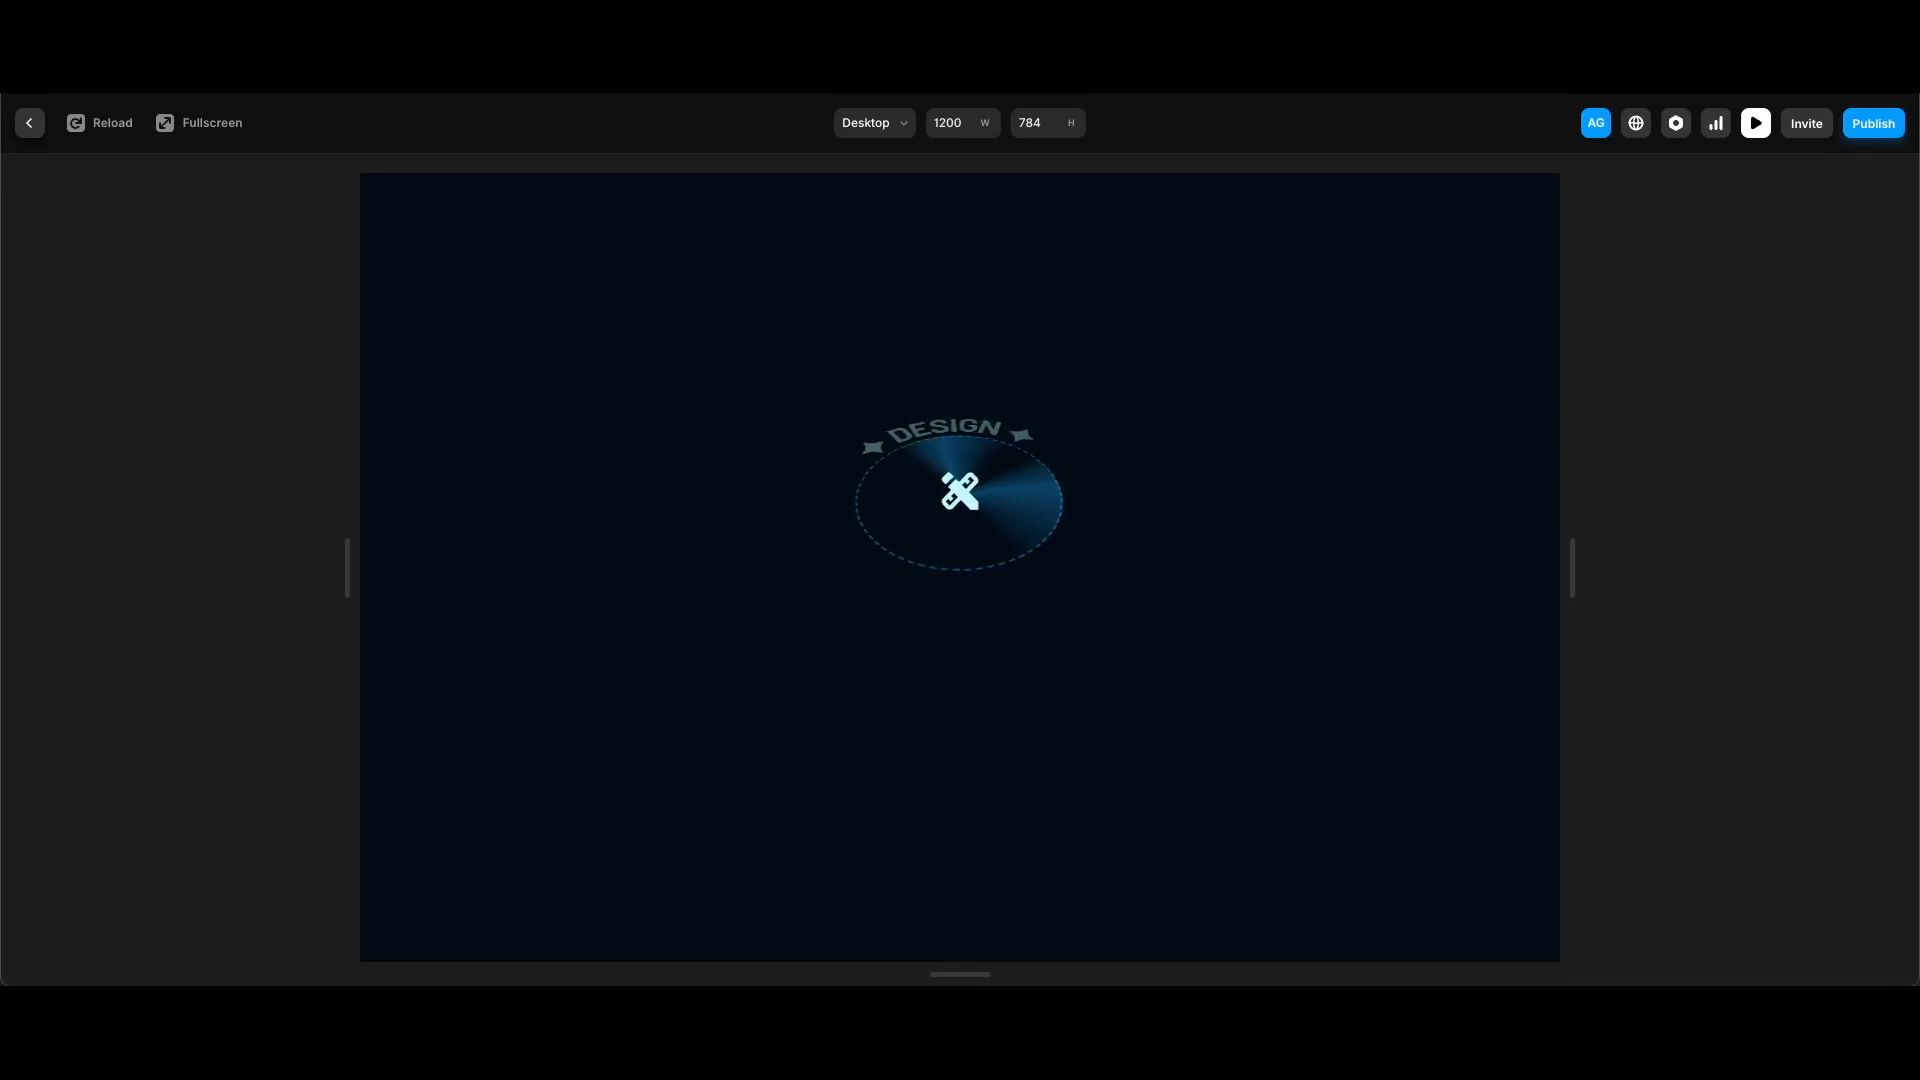 Reload
Fullscreen
Desktop
1200 W
784 H
AG
Invite
Publish
DESIGN